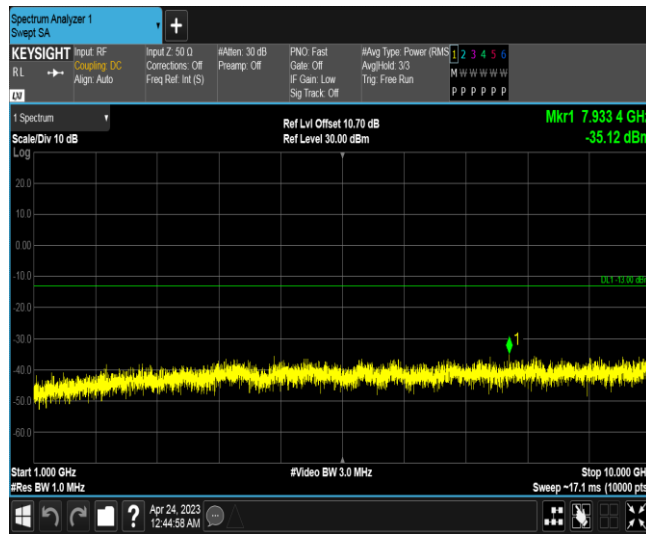 Spectrum Analyzer 1
Swept SA
+
KEYSIGHT
RL
LXI
Input: RF
Coupling: DC
Align: Auto
Input Z: 50 Ω
Corrections: Off
Freq Ref: Int (S)
#Atten: 30 dB
Preamp: Off
PNO: Fast
Gate: Off
IF Gain: Low
Sig Track: Off
#Avg Type: Power (RMS
Avg|Hold: 3/3
Trig: Free Run
1 2 3 4 5 6
M W W W W W
P P P P P P
1 Spectrum
Scale/Div 10 dB
Log
Ref Lvl Offset 10.70 dB
Ref Level 30.00 dBm
Mkr1 7.933 4 GHz
-35.12 dBm
20.0
10.0
0.00
-10.0
DL1 -13.00 dBm
-20.0
-30.0
1
-40.0
-50.0
-60.0
Start 1.000 GHz
#Res BW 1.0 MHz
#Video BW 3.0 MHz
Stop 10.000 GH
Sweep ~17.1 ms (10000 pts
?
Apr 24, 2023
12:44:58 AM